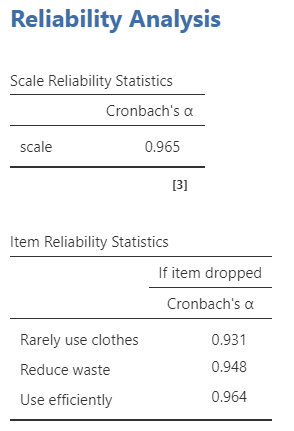 Reliability Analysis
Scale Reliability Statistics
Cronbach's α
scale 0.965
[3]
Item Reliability Statistics
If item dropped
Cronbach's α
Rarely use clothes 0.931
Reduce waste 0.948
Use efficiently 0.964